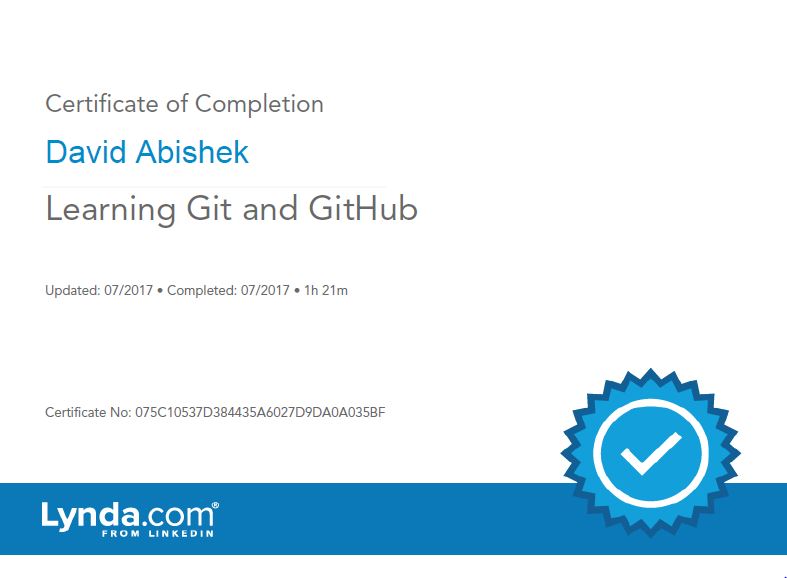 Certificate of Completion
David Abishek
Learning Git and GitHub
Updated: 07/2017 • Completed: 07/2017 • 1h 21m
Certificate No: 075C10537D384435A6027D9DA0A035BF
Lynda.com®
FROM LINKEDIN